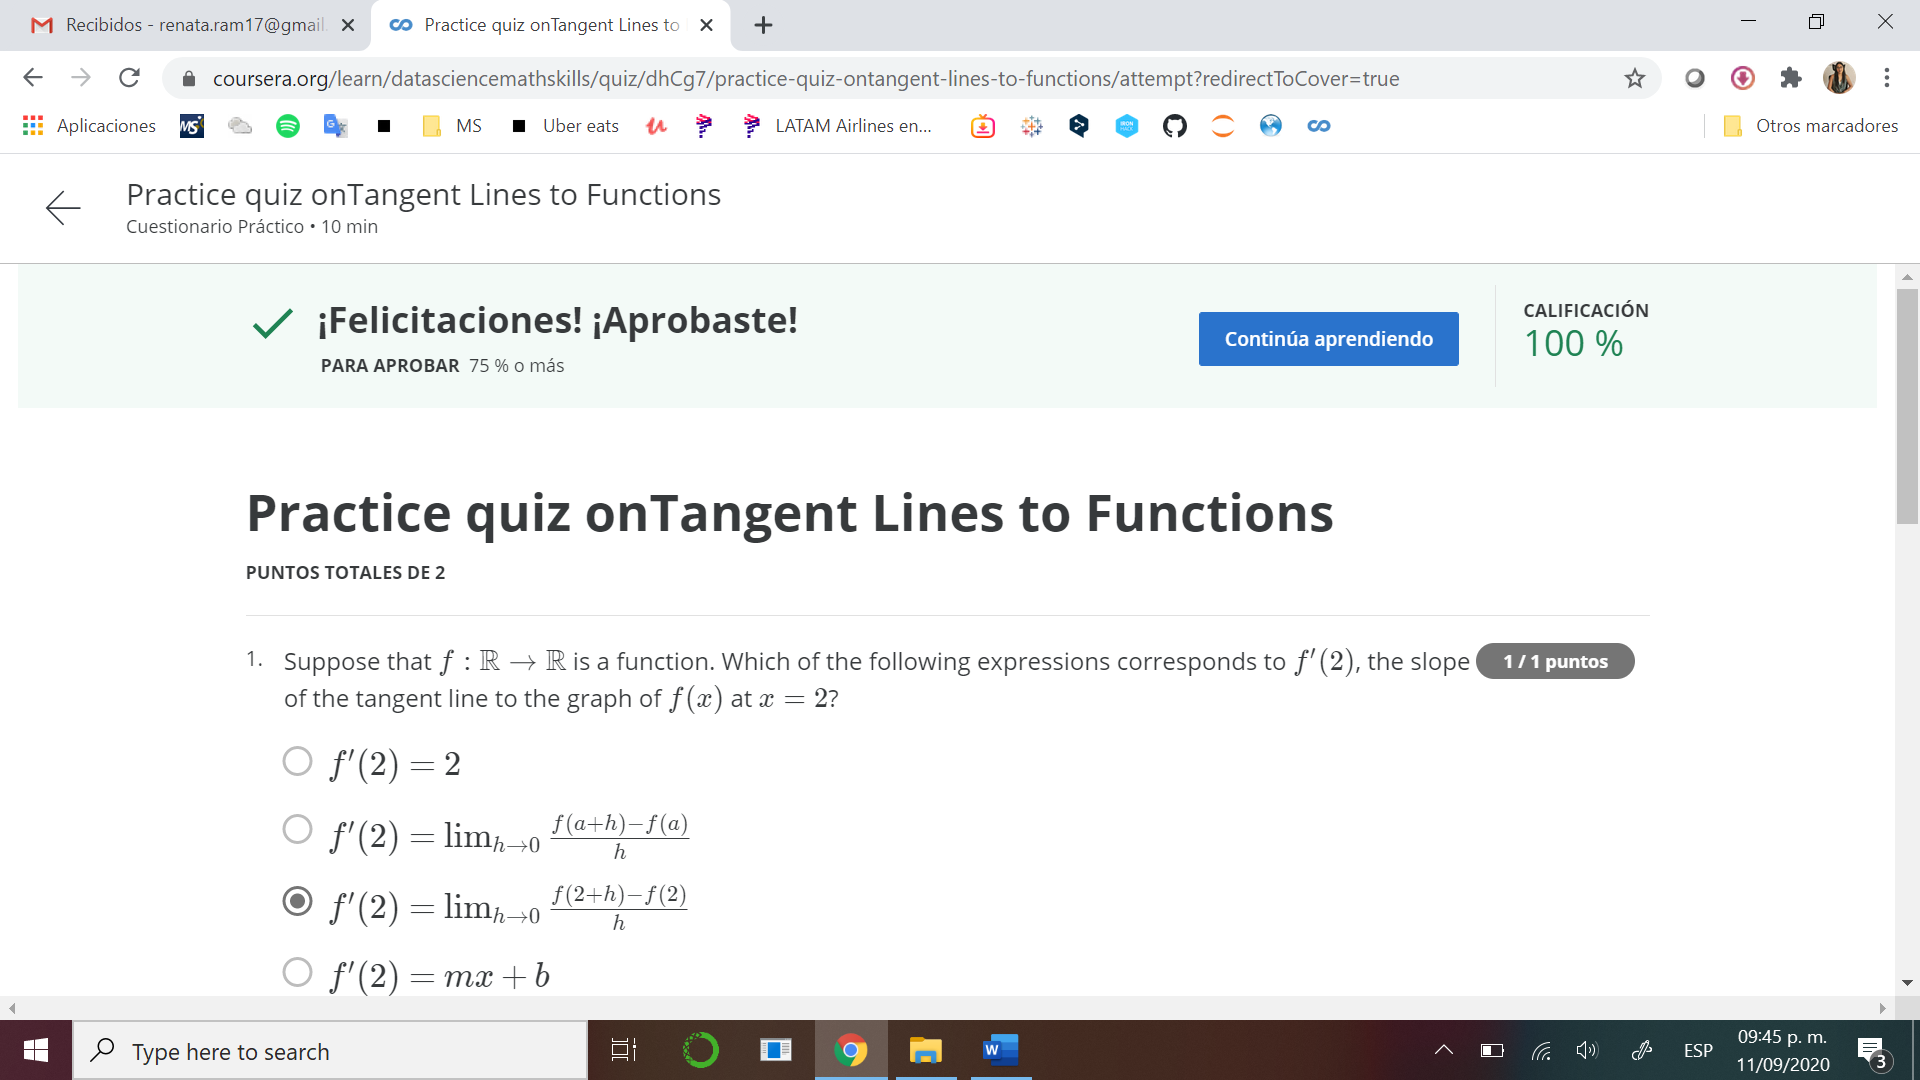 Recibidos - renata.ram17@gmail.
Practice quiz onTangent Lines to
coursera.org/learn/datasciencemathskills/quiz/dhCg7/practice-quiz-ontangent-lines-to-functions/attempt?redirectToCover=true
Aplicaciones MS MS Uber eats LATAM Airlines en... Otros marcadores
Practice quiz onTangent Lines to Functions
Cuestionario Práctico • 10 min
¡Felicitaciones! ¡Aprobaste!
PARA APROBAR 75 % o más
Continúa aprendiendo
CALIFICACIÓN
100 %
Practice quiz onTangent Lines to Functions
PUNTOS TOTALES DE 2
1. Suppose that f : ℝ → ℝ is a function. Which of the following expressions corresponds to f′(2), the slope 1 / 1 puntos
of the tangent line to the graph of f(x) at x = 2?
f′(2) = 2
f′(2) = lim_{h→0} \frac{f(a+h)−f(a)}{h}
f′(2) = lim_{h→0} \frac{f(2+h)−f(2)}{h}
f′(2) = mx + b
Type here to search
W
ESP
09:45 p. m.
11/09/2020
3